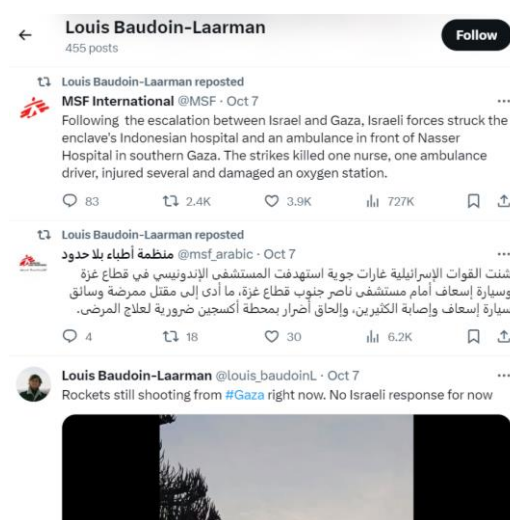 Louis Baudoin-Laarman
455 posts
Follow
Louis Baudoin-Laarman reposted
MSF International @MSF · Oct 7
Following the escalation between Israel and Gaza, Israeli forces struck the
enclave's Indonesian hospital and an ambulance in front of Nasser
Hospital in southern Gaza. The strikes killed one nurse, one ambulance
driver, injured several and damaged an oxygen station.
83 2.4K 3.9K 727K
Louis Baudoin-Laarman reposted
منظمة أطباء بلا حدود @msf_arabic · Oct 7
شنت القوات الإسرائيلية غارات جوية استهدفت المستشفى الإندونيسي في قطاع غزة
وسيارة إسعاف أمام مستشفى ناصر جنوب قطاع غزة، ما أدى إلى مقتل ممرضة وسائق
سيارة إسعاف وإصابة الكثيرين، وإلحاق أضرار بمحطة أكسجين ضرورية لعلاج المرضى.
4 18 30 6.2K
Louis Baudoin-Laarman @louis_baudoinL · Oct 7
Rockets still shooting from #Gaza right now. No Israeli response for now